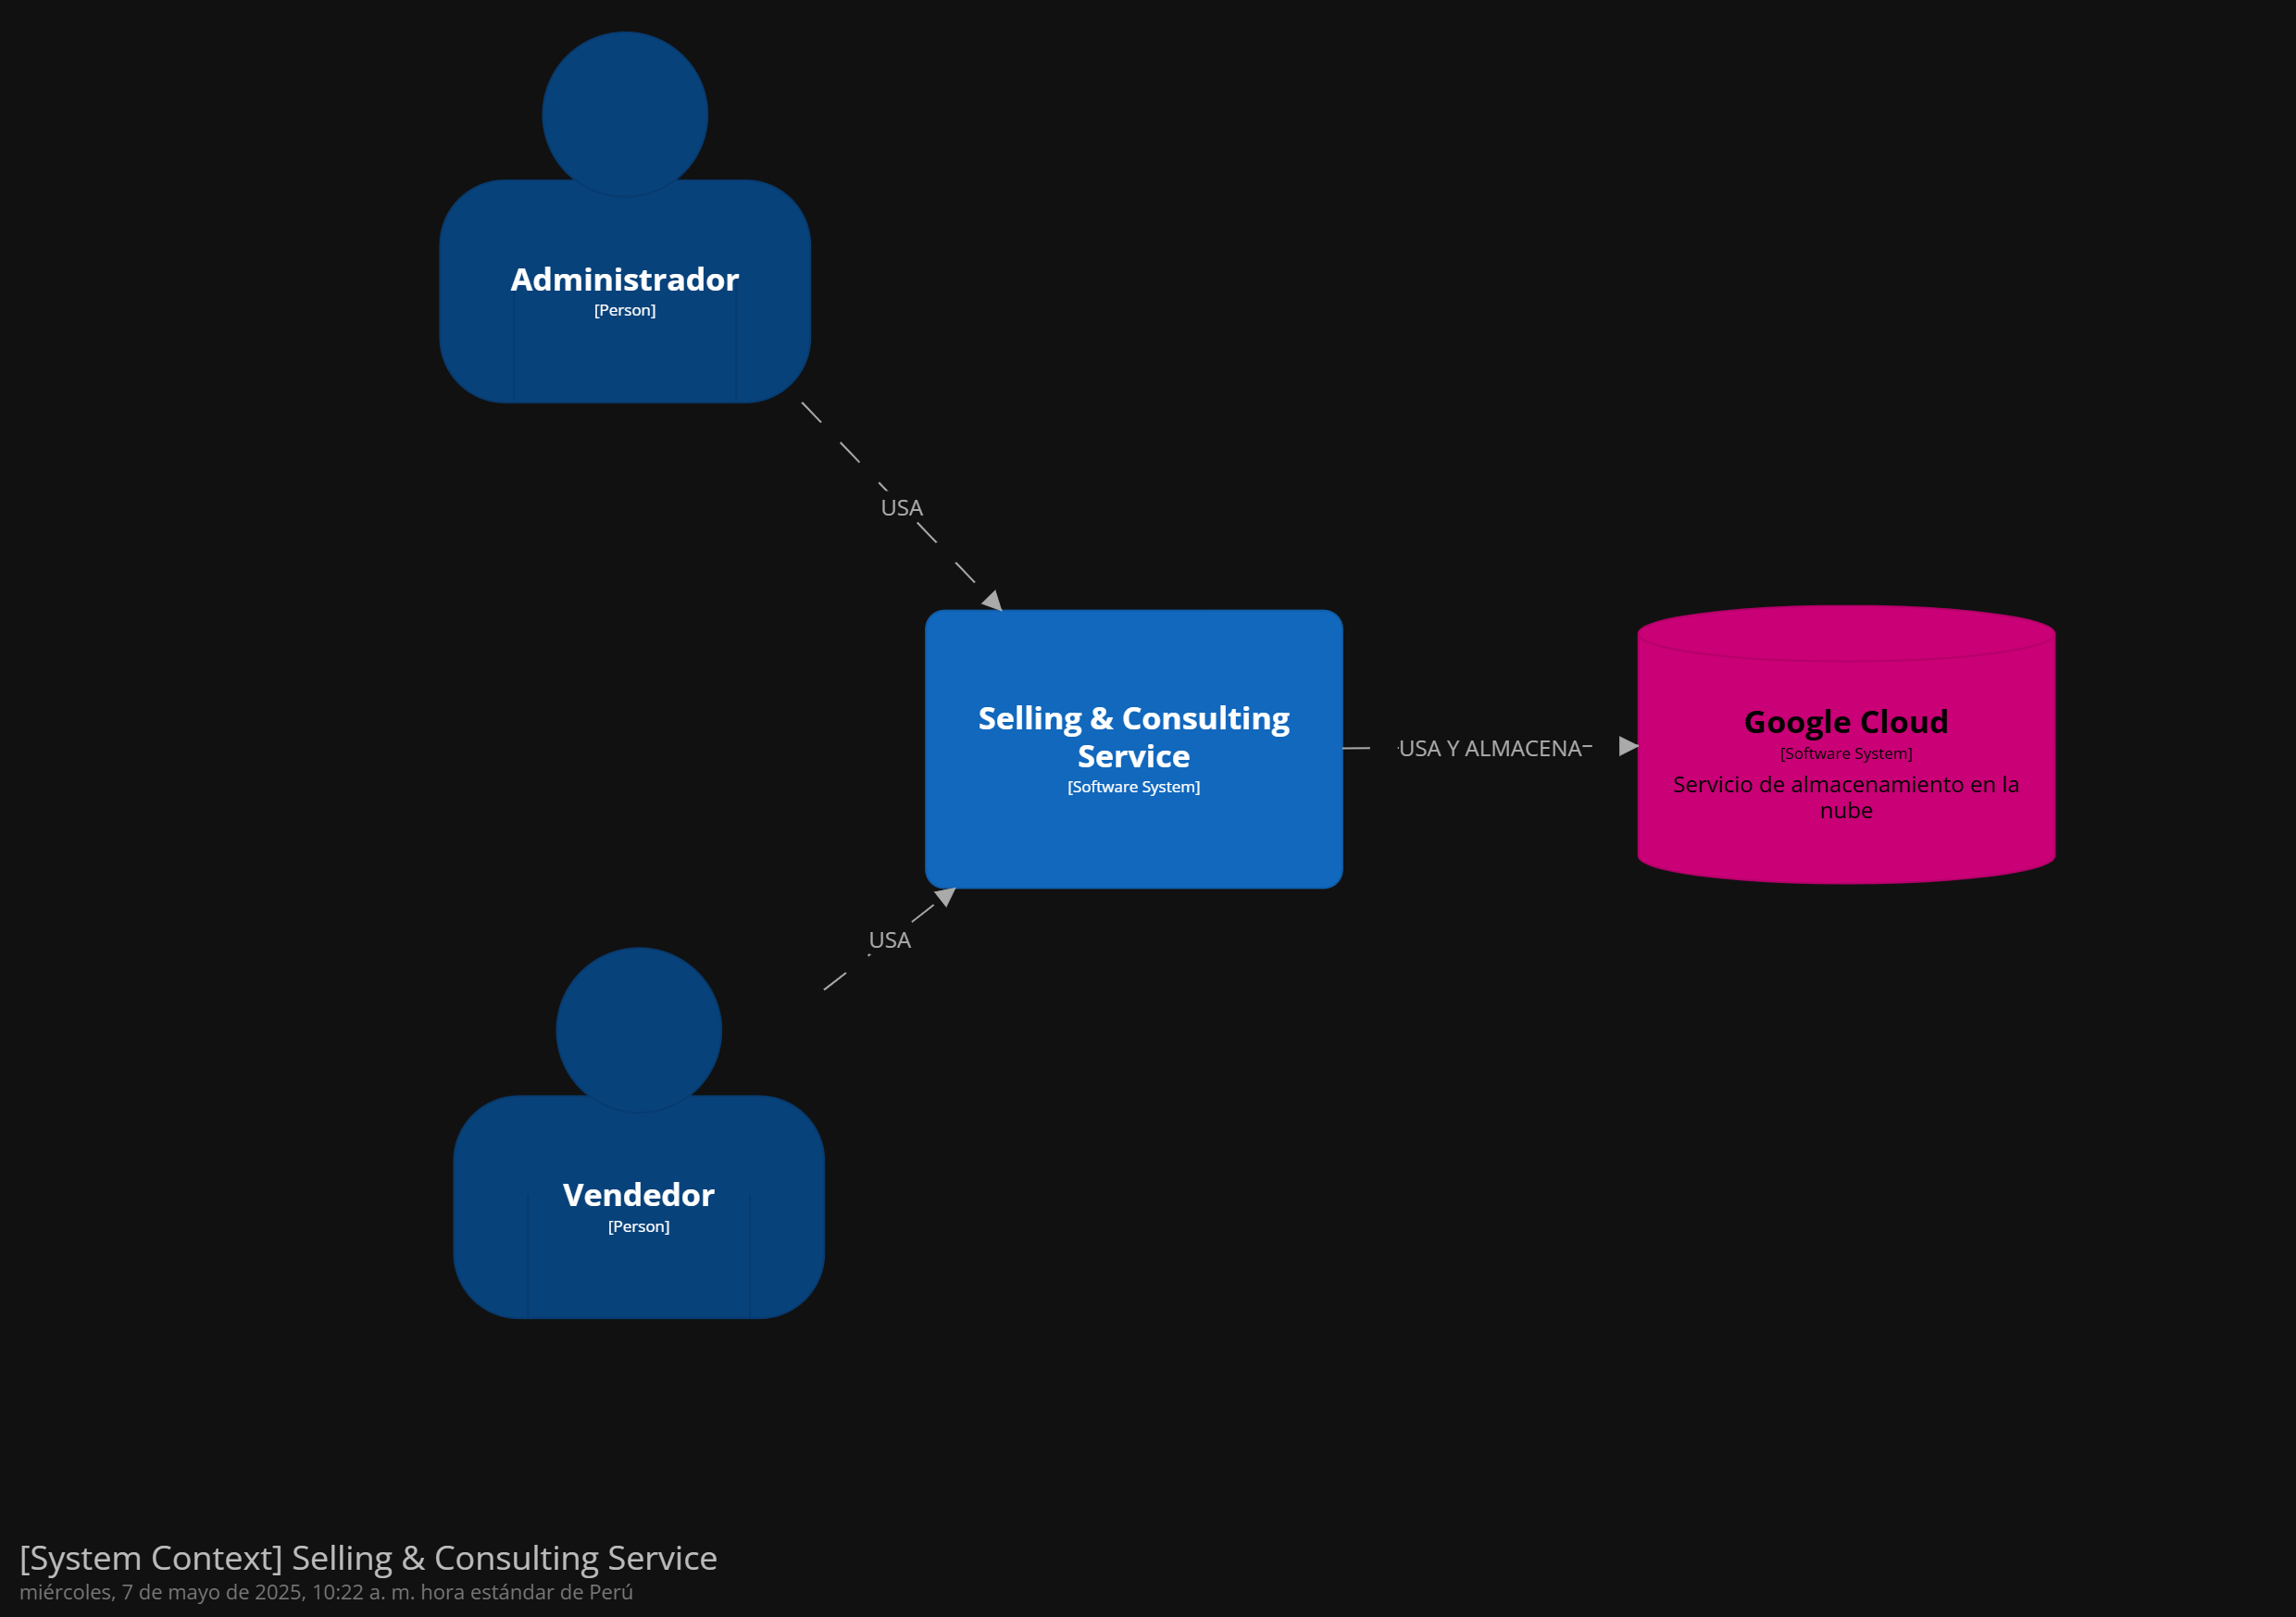 Administrador
[Person]
USA
Selling & Consulting
Service
[Software System]
USA Y ALMACENA
Google Cloud
[Software System]
Servicio de almacenamiento en la
nube
USA
Vendedor
[Person]
[System Context] Selling & Consulting Service
miércoles, 7 de mayo de 2025, 10:22 a. m. hora estándar de Perú